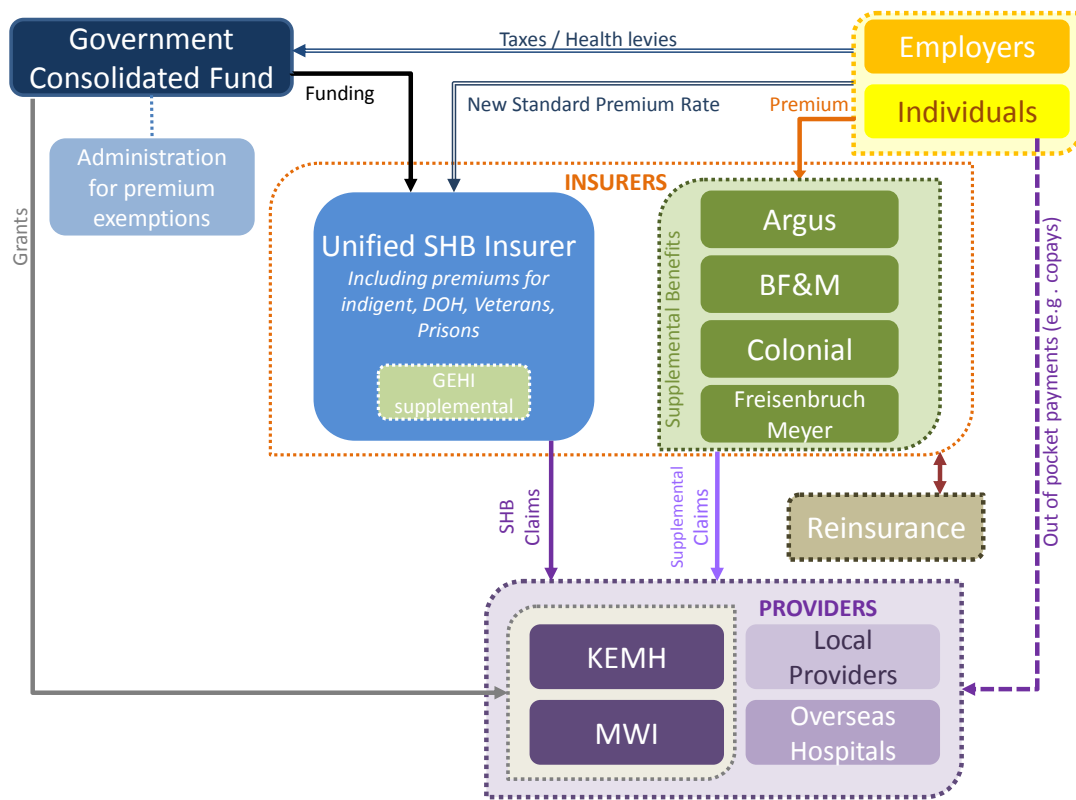 Government
Consolidated Fund
Taxes / Health levies
Employers
Individuals
Funding
New Standard Premium Rate
Premium
Administration
for premium
exemptions
Grants
INSURERS
Unified SHB Insurer
Including premiums for
indigent, DOH, Veterans,
Prisons
GEHI
supplemental
Supplemental Benefits
Argus
BF&M
Colonial
Freisenbruch
Meyer
Out of pocket payments (e.g . copays)
Reinsurance
SHB
Claims
Supplemental
Claims
PROVIDERS
KEMH
MWI
Local
Providers
Overseas
Hospitals